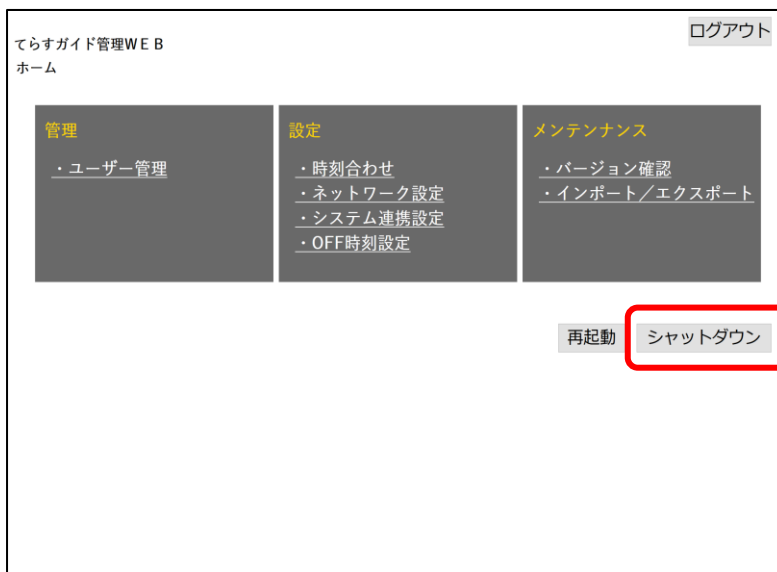 ログアウト
てらすガイド管理ＷＥＢ
ホーム
管理
・ユーザー管理
設定
・時刻合わせ
・ネットワーク設定
・システム連携設定
・OFF時刻設定
メンテンナンス
・バージョン確認
・インポート／エクスポート
再起動
シャットダウン